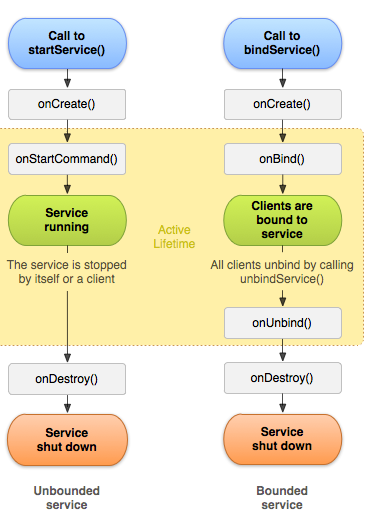 Call to
startService()
onCreate()
onStartCommand()
Service
running
The service is stopped
by itself or a client
onDestroy()
Service
shut down
Unbounded
service
Active
Lifetime
Call to
bindService()
onCreate()
onBind()
Clients are
bound to
service
All clients unbind by calling
unbindService()
onUnbind()
onDestroy()
Service
shut down
Bounded
service